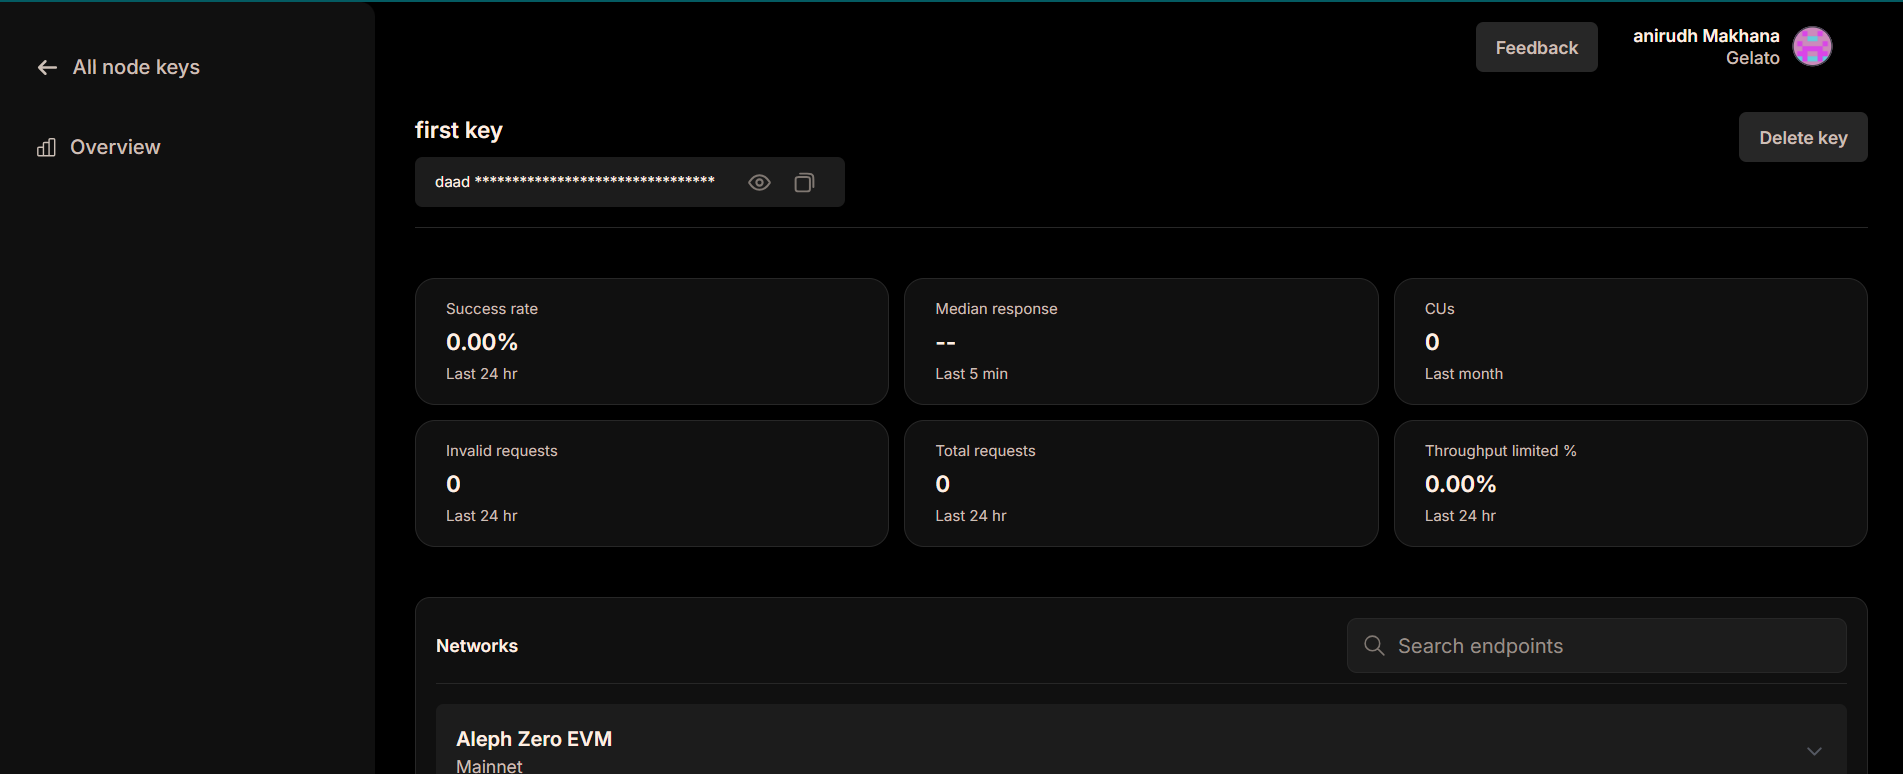 All node keys
Overview
Feedback
anirudh Makhana
Gelato
first key
Delete key
daad ********************************
Success rate
0.00%
Last 24 hr
Median response
--
Last 5 min
CUs
0
Last month
Invalid requests
0
Last 24 hr
Total requests
0
Last 24 hr
Throughput limited %
0.00%
Last 24 hr
Networks
Search endpoints
Aleph Zero EVM
Mainnet